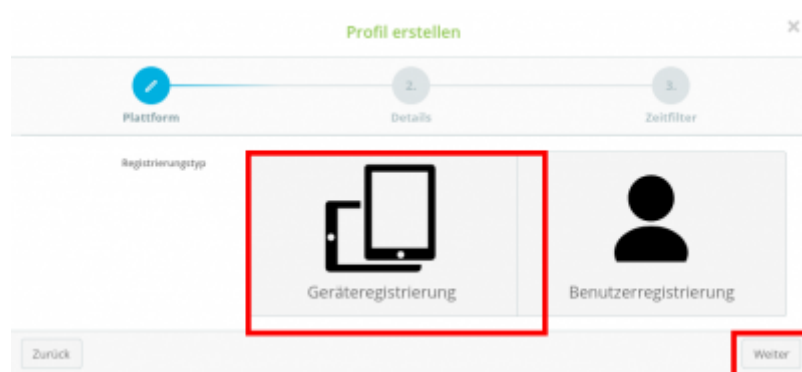 Profil erstellen
×
2.
3.
Plattform
Details
Zeitfilter
Registrierungstyp
Geräteregistrierung
Benutzerregistrierung
Zurück
Weiter